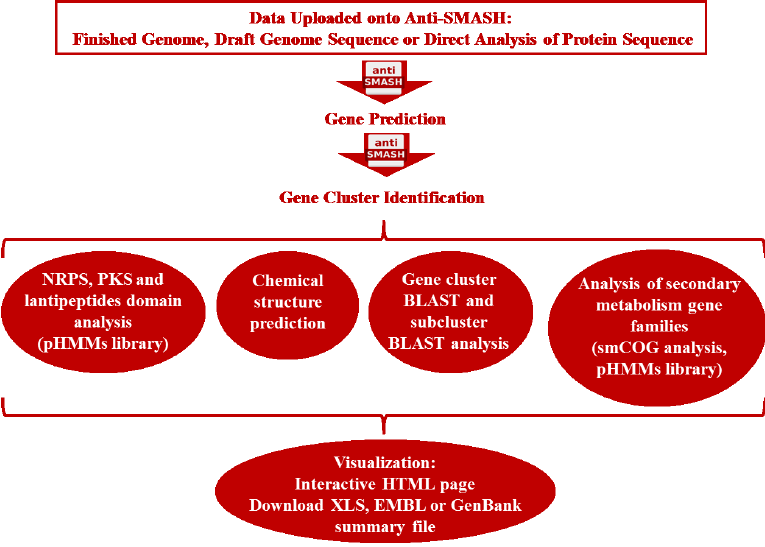 Data Uploaded onto Anti-SMASH:
Finished Genome, Draft Genome Sequence or Direct Analysis of Protein Sequence
anti
SMASH
Gene Prediction
anti
SMASH
Gene Cluster Identification
NRPS, PKS and
lantipeptides domain
analysis
(pHMMs library)
Chemical
structure
prediction
Gene cluster
BLAST and
subcluster
BLAST analysis
Analysis of secondary
metabolism gene
families
(smCOG analysis,
pHMMs library)
Visualization:
Interactive HTML page
Download XLS, EMBL or GenBank
summary file